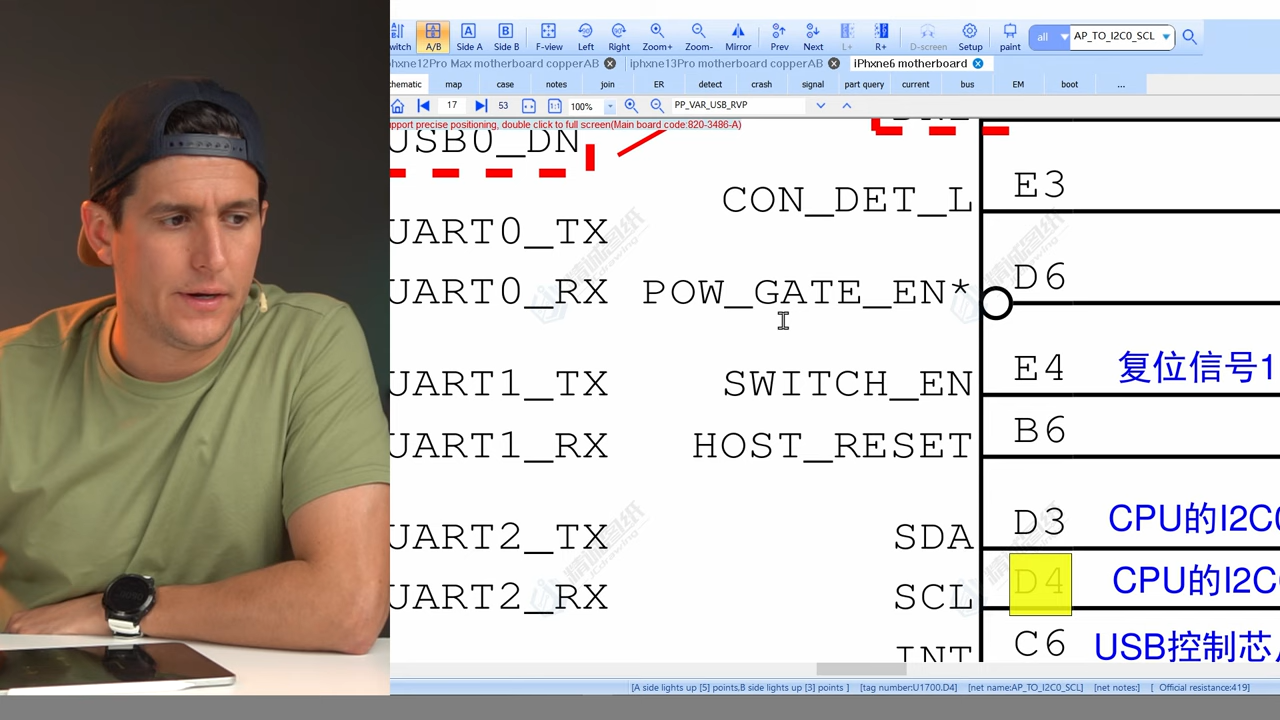 witch A/B Side A Side B F-view Left Right Zoom+ Zoom- Mirror Prev Next L+ R+ D-screen Setup paint all AP_TO_I2C0_SCL
hxne12Pro Max motherboard copperAB iphxne13Pro motherboard copperAB iPhxne6 motherboard
chematic map case notes join ER detect crash signal part query current bus EM boot ...
17 53 1:1 100% PP_VAR_USB_RVP
pport precise positioning, double click to full screen(Main board code:820-3486-A)
USB0_DN
CON_DET_L E3
UART0_TX
UART0_RX POW_GATE_EN* D6
UART1_TX SWITCH_EN E4 复位信号1
UART1_RX HOST_RESET B6
UART2_TX SDA D3 CPU的I2C0
UART2_RX SCL D4 CPU的I2C
INT C6 USB控制芯
[A side lights up [5] points,B side lights up [3] points ] [tag number:U1700.D4] [net name:AP_TO_I2C0_SCL] [net notes:] [ Official resistance:419]